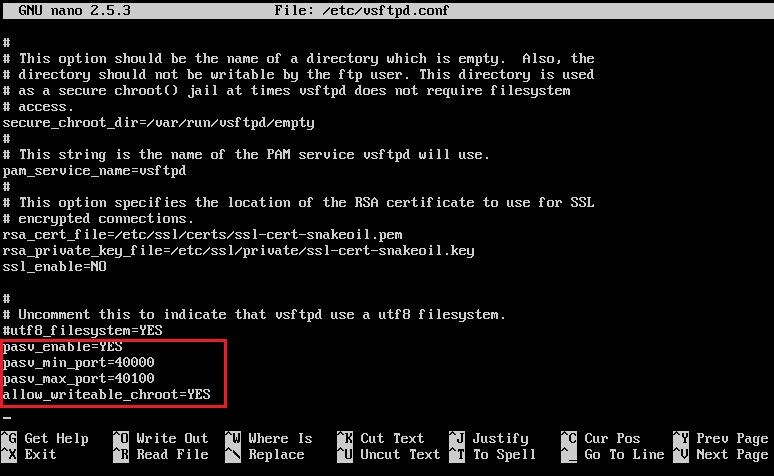 GNU nano 2.5.3 File: /etc/vsftpd.conf
#
# This option should be the name of a directory which is empty.  Also, the
# directory should not be writable by the ftp user. This directory is used
# as a secure chroot() jail at times vsftpd does not require filesystem
# access.
secure_chroot_dir=/var/run/vsftpd/empty
#
# This string is the name of the PAM service vsftpd will use.
pam_service_name=vsftpd
#
# This option specifies the location of the RSA certificate to use for SSL
# encrypted connections.
rsa_cert_file=/etc/ssl/certs/ssl-cert-snakeoil.pem
rsa_private_key_file=/etc/ssl/private/ssl-cert-snakeoil.key
ssl_enable=NO
#
# Uncomment this to indicate that vsftpd use a utf8 filesystem.
#utf8_filesystem=YES
pasv_enable=YES
pasv_min_port=40000
pasv_max_port=40100
allow_writeable_chroot=YES
^G Get Help ^O Write Out ^W Where Is ^K Cut Text ^J Justify ^C Cur Pos ^Y Prev Page
^X Exit ^R Read File ^\ Replace ^U Uncut Text ^T To Spell ^_ Go To Line ^V Next Page